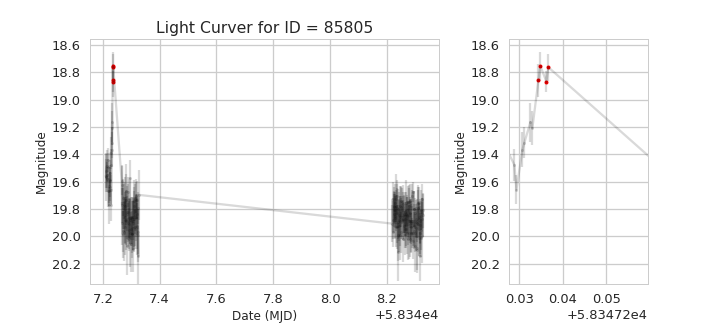 Light Curver for ID = 85805
Magnitude
18.6
18.8
19.0
19.2
19.4
19.6
19.8
20.0
20.2
7.2 7.4 7.6 7.8 8.0 8.2
Date (MJD)
+5.834e4
Magnitude
18.6
18.8
19.0
19.2
19.4
19.6
19.8
20.0
20.2
0.03 0.04 0.05
+5.83472e4